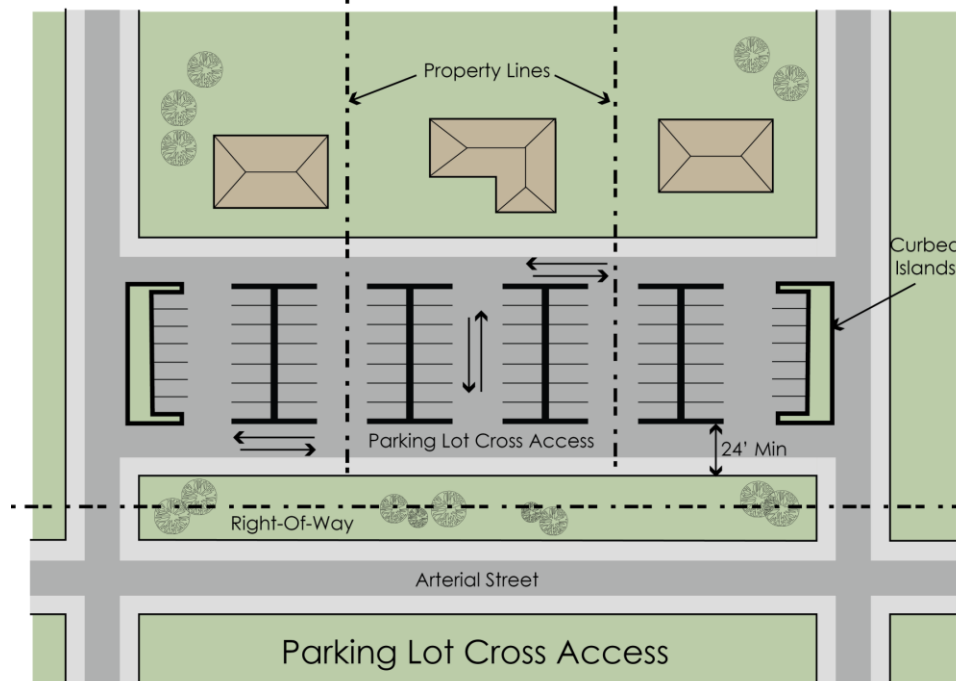 Property Lines
Curbed
Islands
Parking Lot Cross Access
24’ Min
Right-Of-Way
Arterial Street
Parking Lot Cross Access